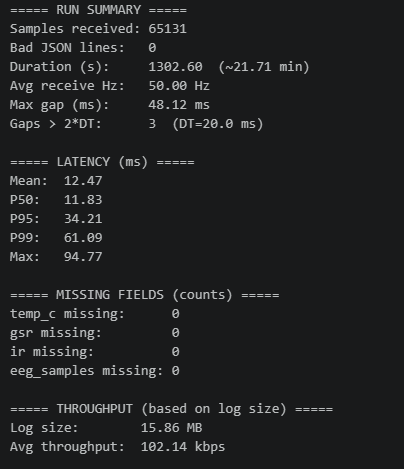 ===== RUN SUMMARY =====
Samples received: 65131
Bad JSON lines:   0
Duration (s):     1302.60  (~21.71 min)
Avg receive Hz:   50.00 Hz
Max gap (ms):     48.12 ms
Gaps > 2*DT:      3  (DT=20.0 ms)

===== LATENCY (ms) =====
Mean:  12.47
P50:   11.83
P95:   34.21
P99:   61.09
Max:   94.77

===== MISSING FIELDS (counts) =====
temp_c missing:      0
gsr missing:         0
ir missing:          0
eeg_samples missing: 0

===== THROUGHPUT (based on log size) =====
Log size:        15.86 MB
Avg throughput:  102.14 kbps